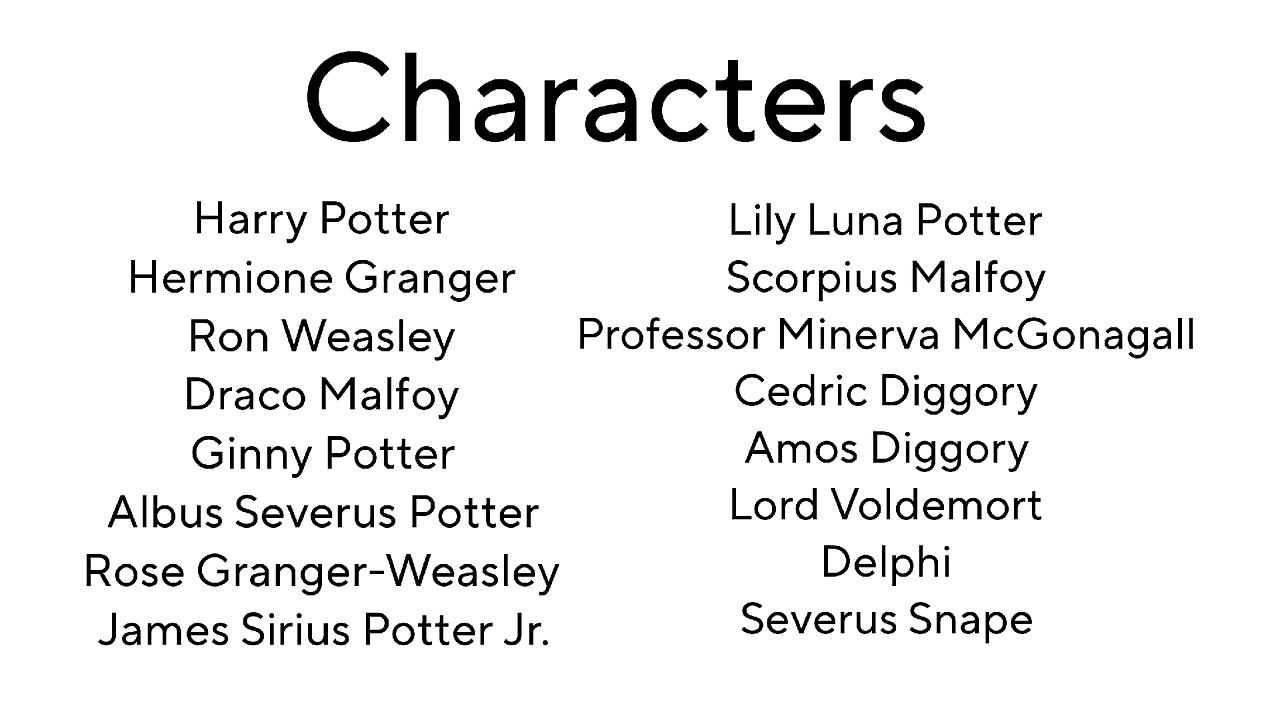 Characters
Harry Potter
Hermione Granger
Ron Weasley
Draco Malfoy
Ginny Potter
Albus Severus Potter
Rose Granger-Weasley
James Sirius Potter Jr.
Lily Luna Potter
Scorpius Malfoy
Professor Minerva McGonagall
Cedric Diggory
Amos Diggory
Lord Voldemort
Delphi
Severus Snape